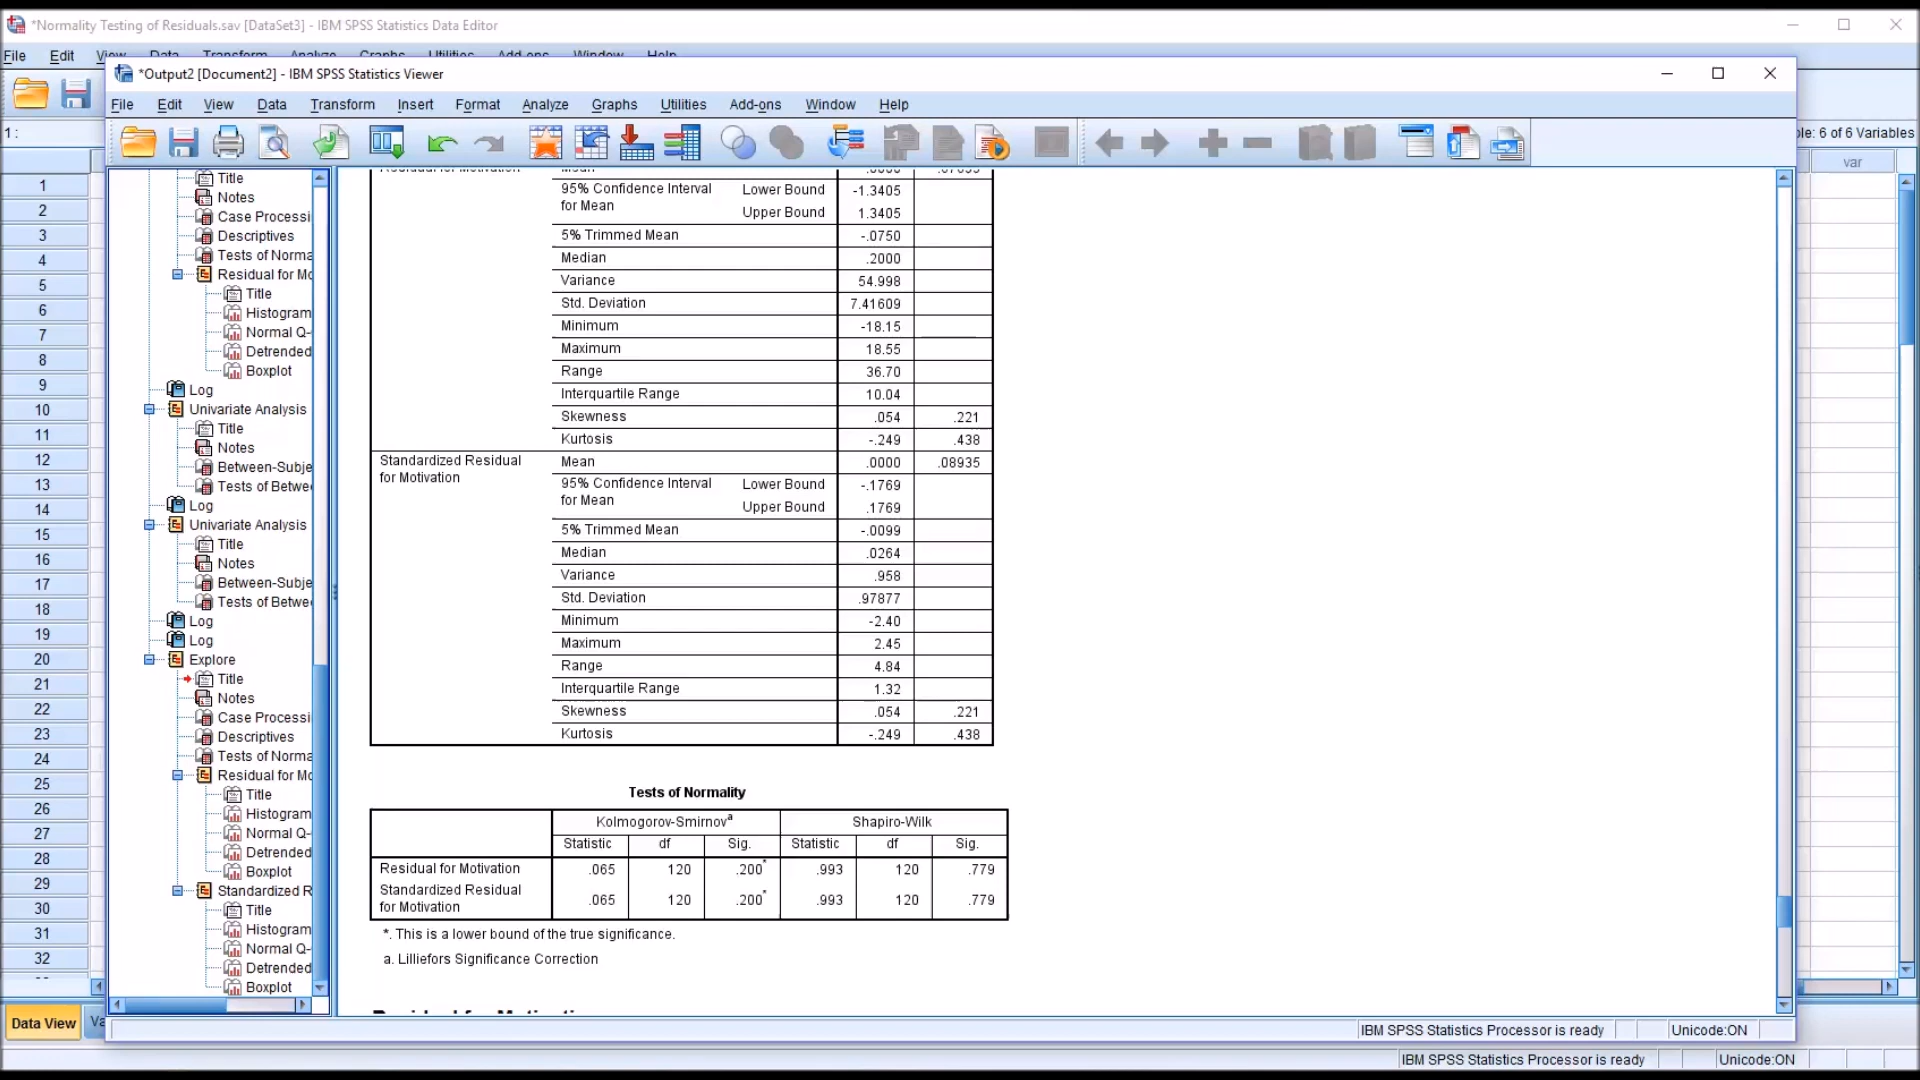 *Normality Testing of Residuals.sav [DataSet3] - IBM SPSS Statistics Data Editor
File Edit View Data Transform Analyze Graphs Utilities Add-ons Window Help
*Output2 [Document2] - IBM SPSS Statistics Viewer
File Edit View Data Transform Insert Format Analyze Graphs Utilities Add-ons Window Help
1 :
ble: 6 of 6 Variables
var
1
2
3
4
5
6
7
8
9
10
11
12
13
14
15
16
17
18
19
20
21
22
23
24
25
26
27
28
29
30
31
32
Title
Notes
Case Processi
Descriptives
Tests of Norma
Residual for Mo
Title
Histogram
Normal Q-
Detrended
Boxplot
Log
Univariate Analysis
Title
Notes
Between-Subje
Tests of Betwe
Log
Univariate Analysis
Title
Notes
Between-Subje
Tests of Betwe
Log
Log
Explore
Title
Notes
Case Processi
Descriptives
Tests of Norma
Residual for Mo
Title
Histogram
Normal Q-
Detrended
Boxplot
Standardized R
Title
Histogram
Normal Q-
Detrended
Boxplot
95% Confidence Interval for Mean Lower Bound -1.3405
Upper Bound 1.3405
5% Trimmed Mean -.0750
Median .2000
Variance 54.998
Std. Deviation 7.41609
Minimum -18.15
Maximum 18.55
Range 36.70
Interquartile Range 10.04
Skewness .054 .221
Kurtosis -.249 .438
Standardized Residual for Motivation Mean .0000 .08935
95% Confidence Interval for Mean Lower Bound -.1769
Upper Bound .1769
5% Trimmed Mean -.0099
Median .0264
Variance .958
Std. Deviation .97877
Minimum -2.40
Maximum 2.45
Range 4.84
Interquartile Range 1.32
Skewness .054 .221
Kurtosis -.249 .438
Tests of Normality
Kolmogorov-Smirnov^a Shapiro-Wilk
Statistic df Sig. Statistic df Sig.
Residual for Motivation .065 120 .200* .993 120 .779
Standardized Residual for Motivation .065 120 .200* .993 120 .779
*. This is a lower bound of the true significance.
a. Lilliefors Significance Correction
Data View Va
IBM SPSS Statistics Processor is ready Unicode:ON
IBM SPSS Statistics Processor is ready Unicode:ON